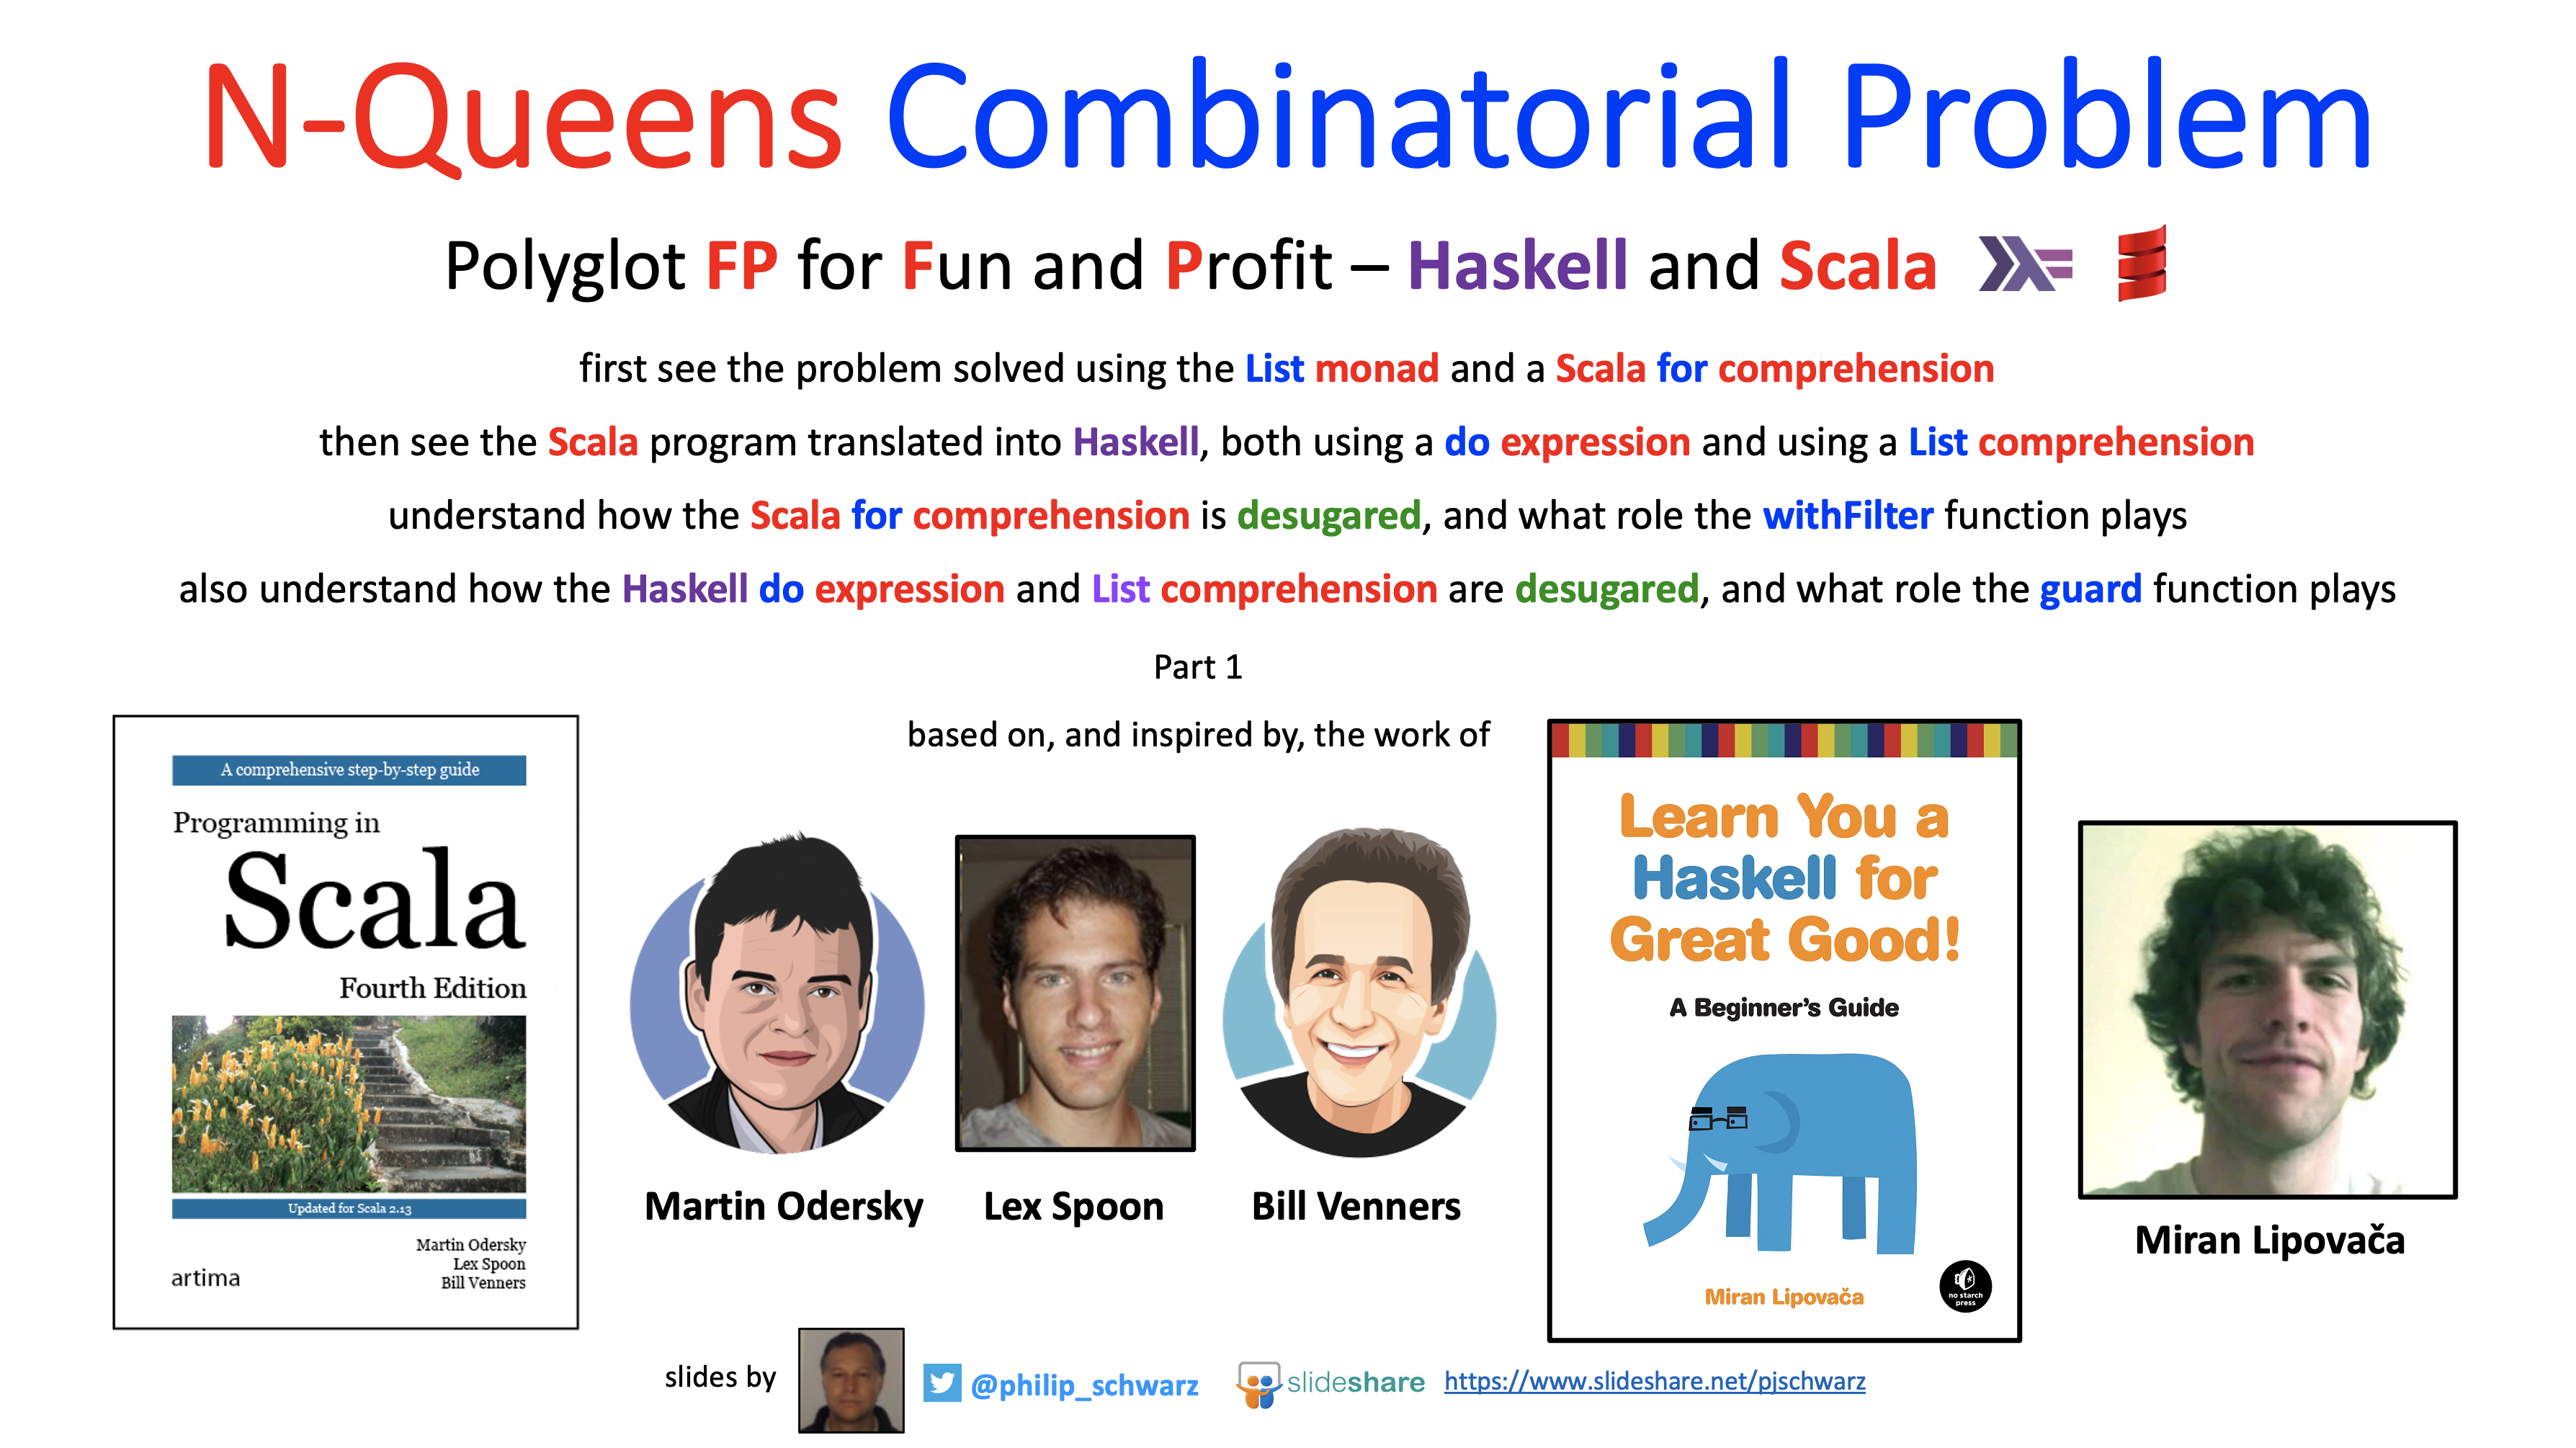 N-Queens Combinatorial Problem
Polyglot FP for Fun and Profit – Haskell and Scala
first see the problem solved using the List monad and a Scala for comprehension
then see the Scala program translated into Haskell, both using a do expression and using a List comprehension
understand how the Scala for comprehension is desugared, and what role the withFilter function plays
also understand how the Haskell do expression and List comprehension are desugared, and what role the guard function plays
Part 1
based on, and inspired by, the work of
A comprehensive step-by-step guide
Programming in
Scala
Fourth Edition
Updated for Scala 2.13
Martin Odersky
Lex Spoon
Bill Venners
artima
Martin Odersky
Lex Spoon
Bill Venners
Learn You a
Haskell for
Great Good!
A Beginner's Guide
Miran Lipovača
no starch
press
Miran Lipovača
slides by
@philip_schwarz
slideshare
https://www.slideshare.net/pjschwarz